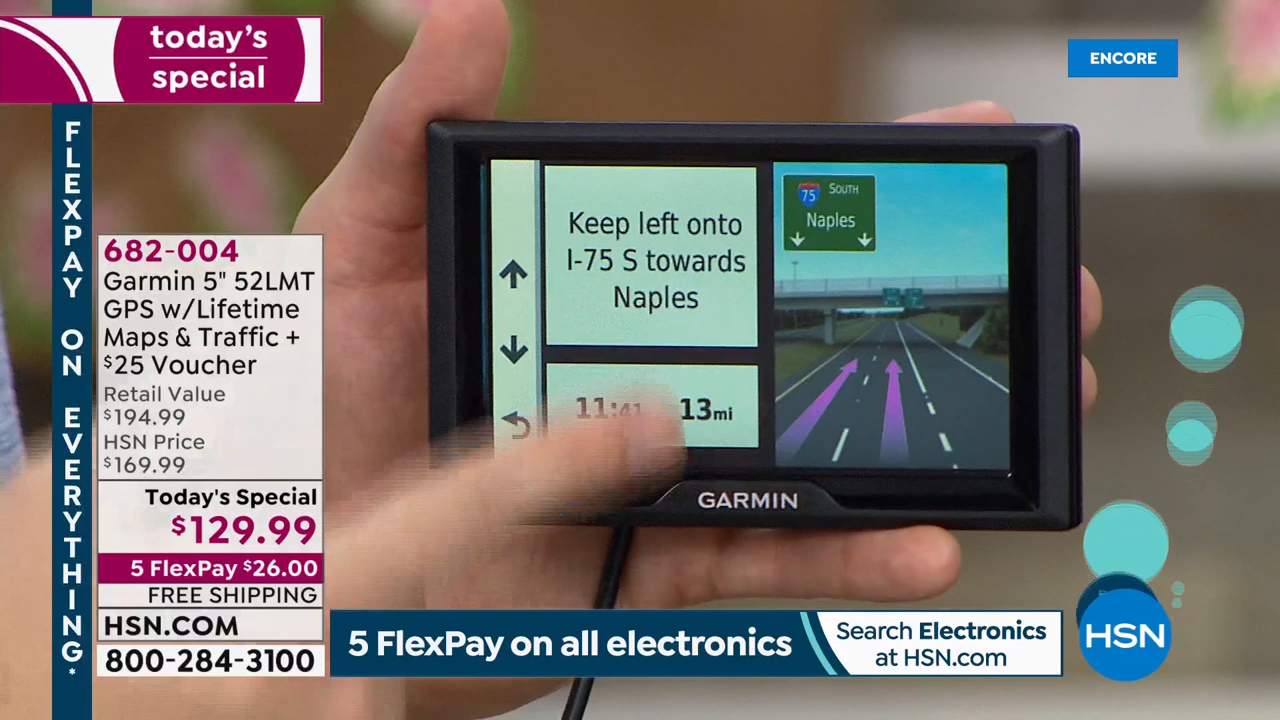 today's
special
ENCORE
FLEXPAY ON EVERYTHING*
682-004
Garmin 5" 52LMT
GPS w/Lifetime
Maps & Traffic +
$25 Voucher
Retail Value
$194.99
HSN Price
$169.99
Today's Special
$129.99
5 FlexPay $26.00
FREE SHIPPING
HSN.COM
800-284-3100
Keep left onto
I-75 S towards
Naples
11:41
13mi
75 SOUTH
Naples
GARMIN
5 FlexPay on all electronics
Search Electronics
at HSN.com
HSN